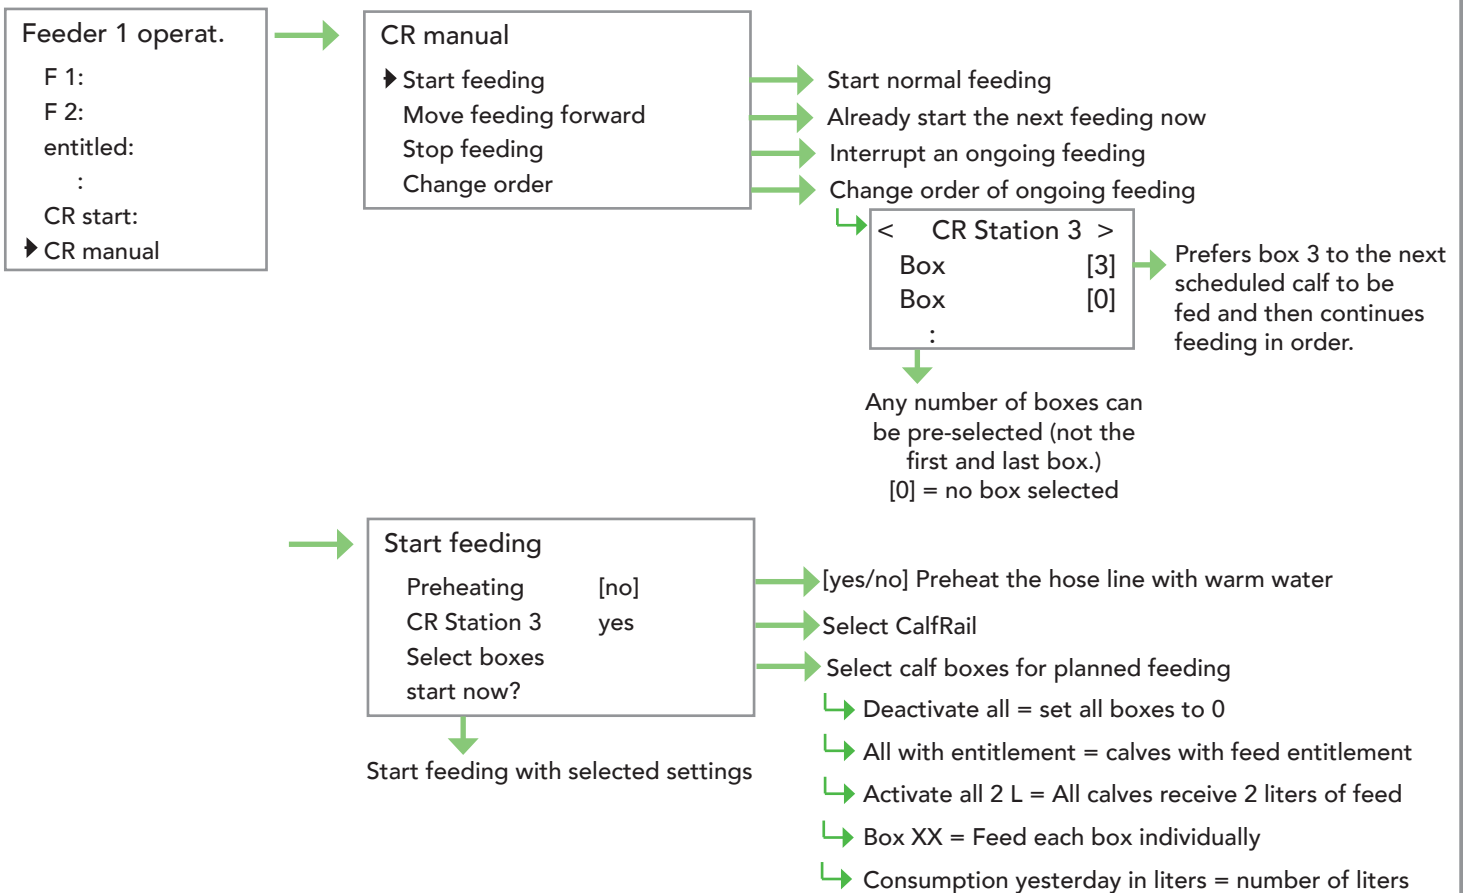 Feeder 1 operat.
F 1:
F 2:
entitled:
:
CR start:
CR manual
CR manual
Start feeding
Move feeding forward
Stop feeding
Change order
Start normal feeding
Already start the next feeding now
Interrupt an ongoing feeding
Change order of ongoing feeding
< CR Station 3 >
Box [3]
Box [0]
:
Prefers box 3 to the next
scheduled calf to be
fed and then continues
feeding in order.
Any number of boxes can
be pre-selected (not the
first and last box.)
[0] = no box selected
Start feeding
Preheating [no]
CR Station 3 yes
Select boxes
start now?
[yes/no] Preheat the hose line with warm water
Select CalfRail
Select calf boxes for planned feeding
Deactivate all = set all boxes to 0
All with entitlement = calves with feed entitlement
Activate all 2 L = All calves receive 2 liters of feed
Box XX = Feed each box individually
Consumption yesterday in liters = number of liters
Start feeding with selected settings